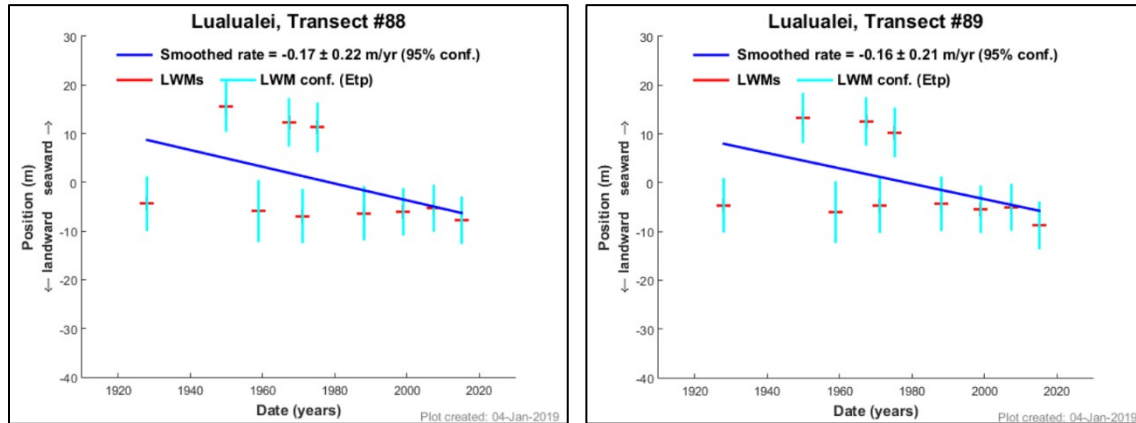 Lualualei, Transect #88
Smoothed rate = -0.17 ± 0.22 m/yr (95% conf.)
LWMs LWM conf. (Etp)
30
20
10
0
-10
-20
-30
-40
Position (m)
<-- landward seaward -->
1920 1940 1960 1980 2000 2020
Date (years)
Plot created: 04-Jan-2019
Lualualei, Transect #89
Smoothed rate = -0.16 ± 0.21 m/yr (95% conf.)
LWMs LWM conf. (Etp)
30
20
10
0
-10
-20
-30
-40
Position (m)
<-- landward seaward -->
1920 1940 1960 1980 2000 2020
Date (years)
Plot created: 04-Jan-2019